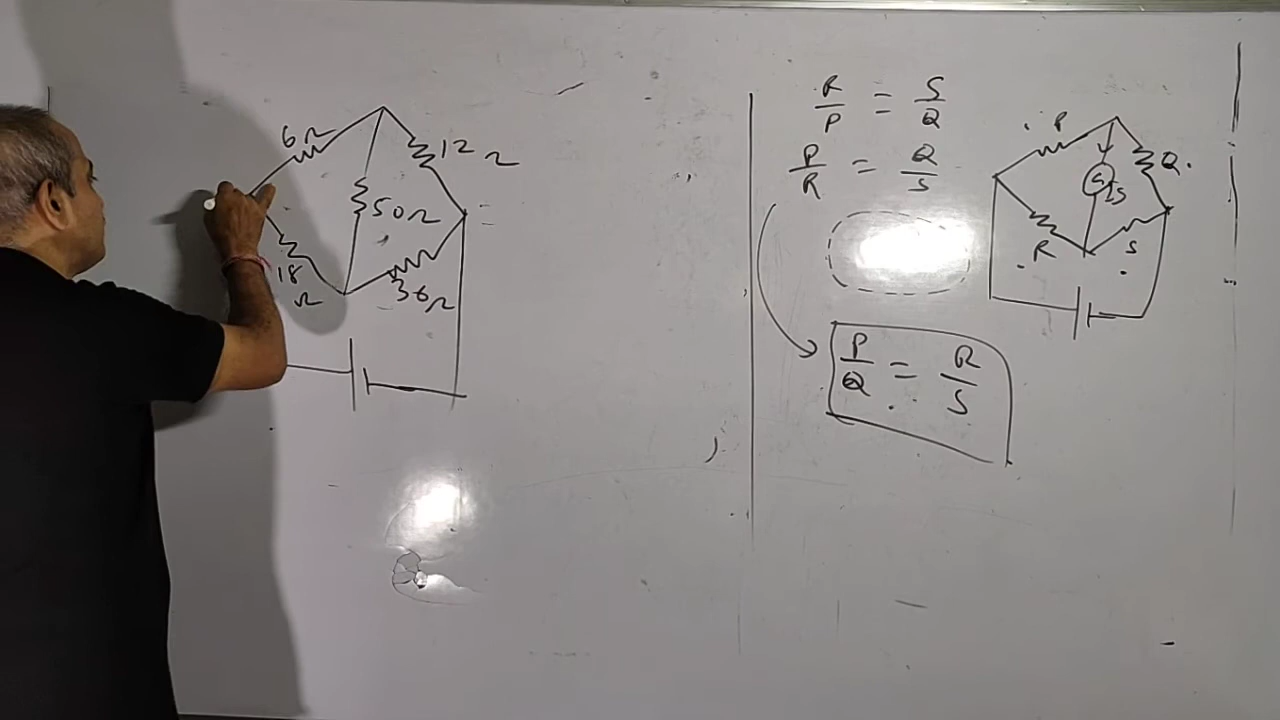 6Ω
12Ω
50Ω
18Ω
36Ω
R/P = S/Q
P/R = Q/S
P/Q = R/S
P
Q
G
R
S